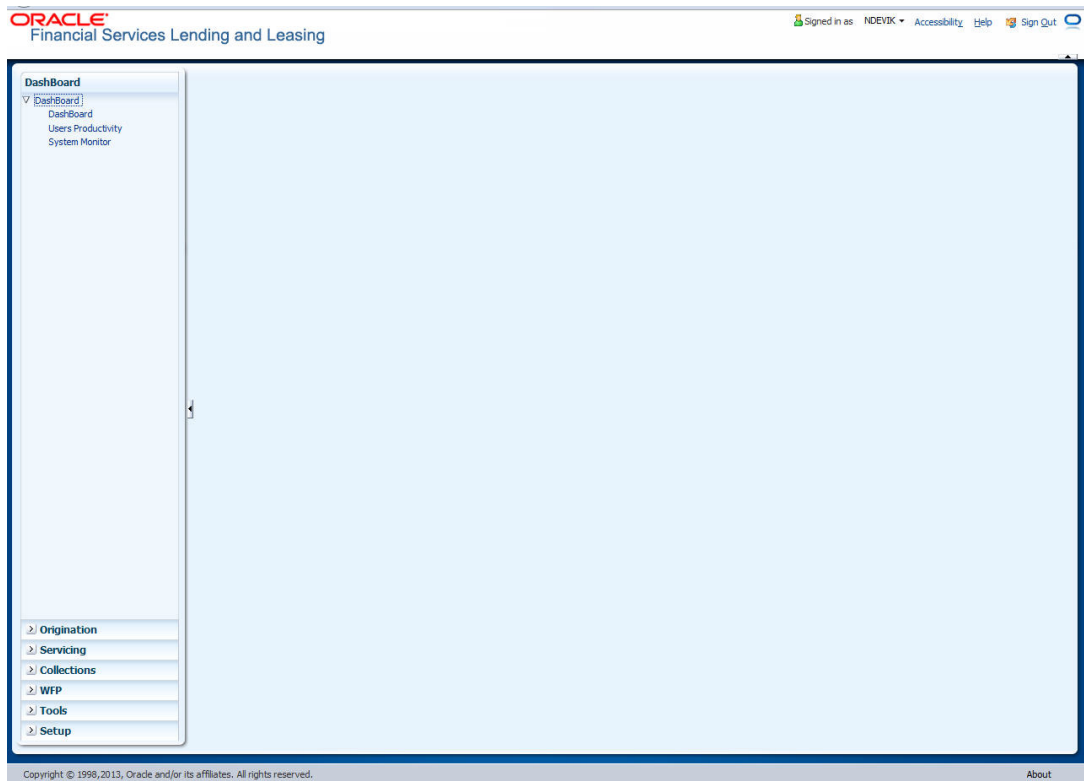 ORACLE®
Financial Services Lending and Leasing
Signed in as NDEVIK Accessibility Help Sign Out
DashBoard
DashBoard
DashBoard
Users Productivity
System Monitor
Origination
Servicing
Collections
WFP
Tools
Setup
Copyright © 1998,2013, Oracle and/or its affiliates. All rights reserved.
About